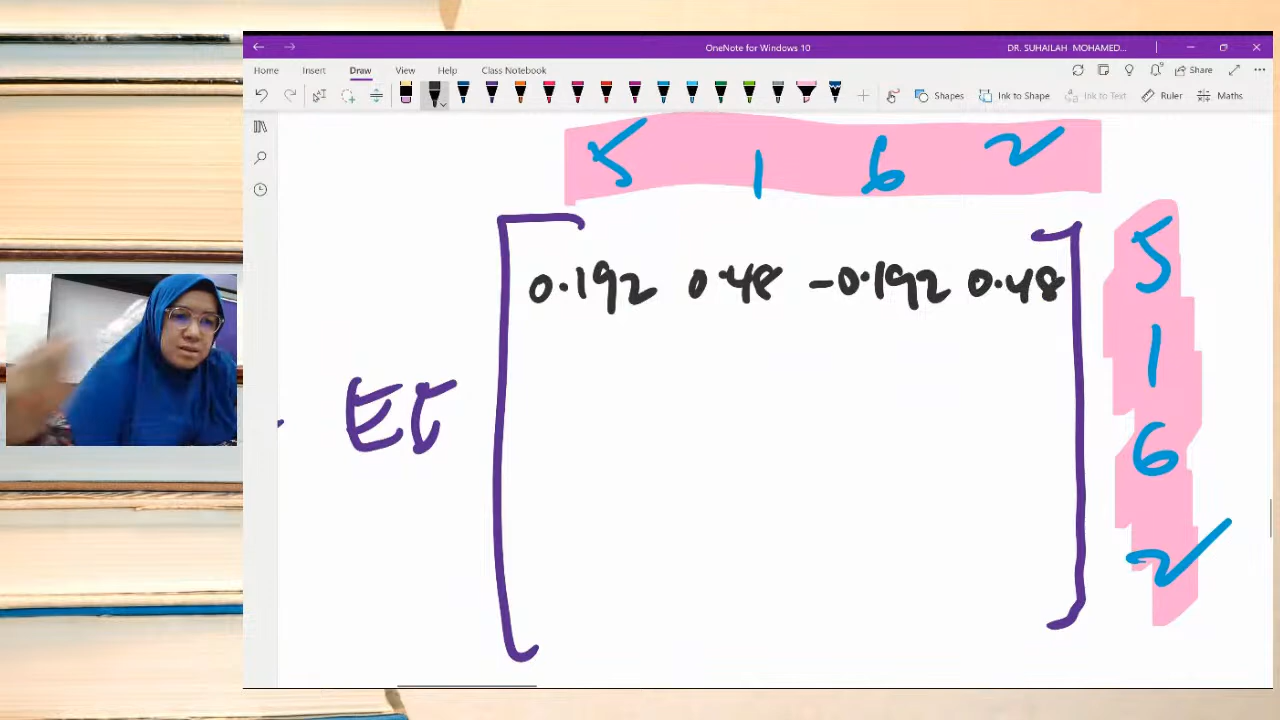 OneNote for Windows 10 DR. SUHAILAH MOHAMED...
Home Insert Draw View Help Class Notebook Share
Shapes Ink to Shape Ink to Text Ruler Maths
5 1 6 2
0.192 0.48 -0.192 0.48
5
1
EI
6
2